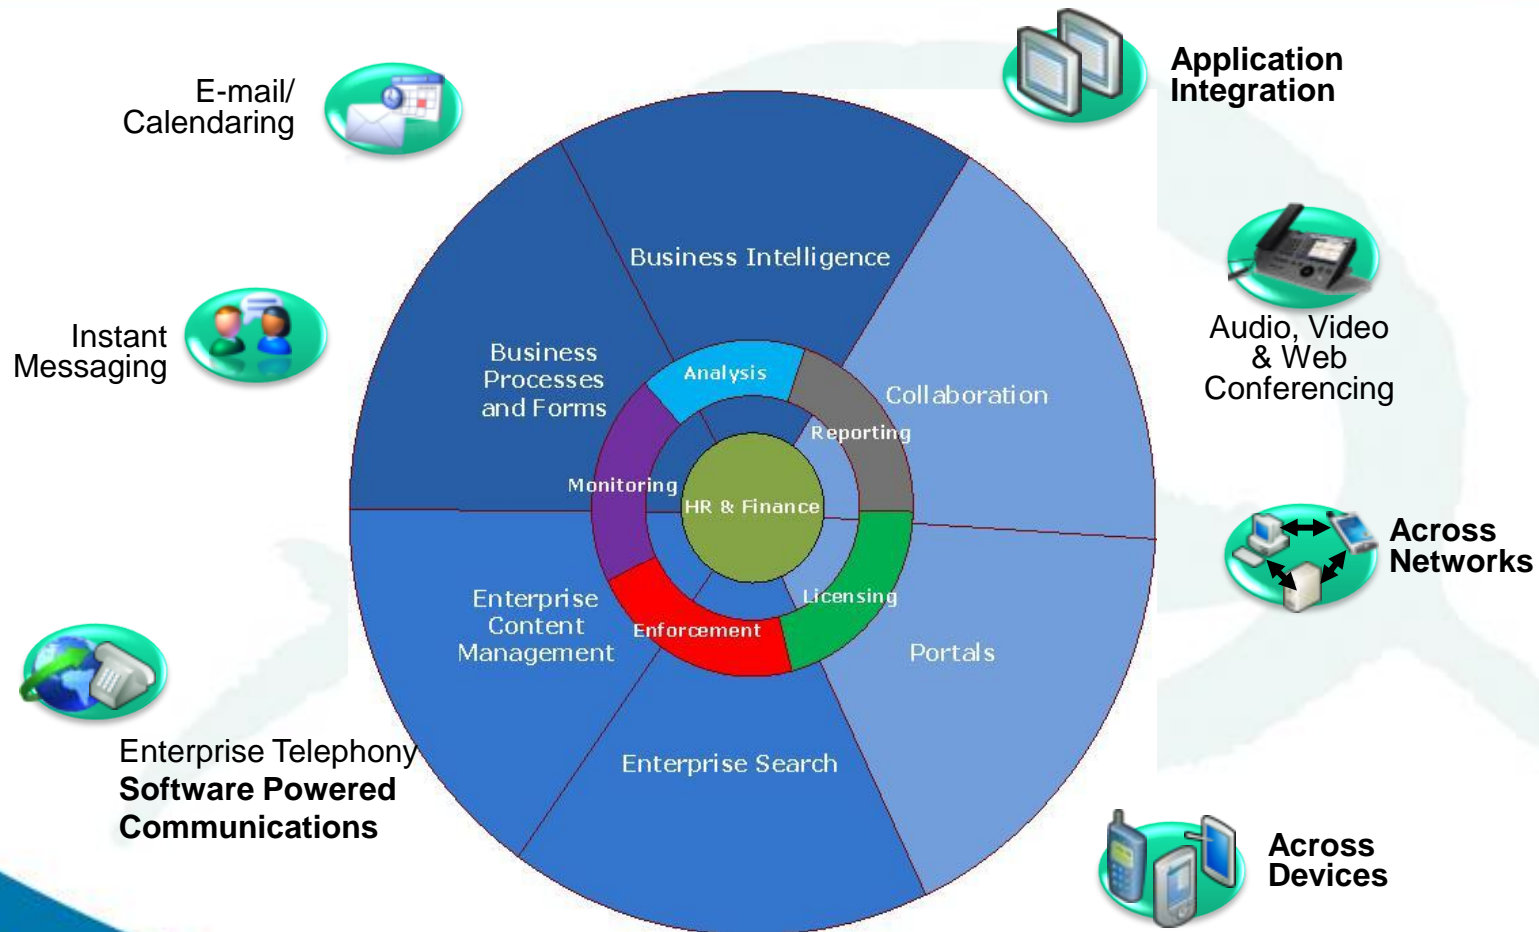 Application
Integration
E-mail/
Calendaring
Business Intelligence
Instant
Messaging
Audio, Video
& Web
Conferencing
Business
Processes
and Forms
Analysis
Collaboration
Reporting
Monitoring
HR & Finance
Across
Networks
Enterprise
Content
Management
Licensing
Enforcement
Portals
Enterprise Telephony
Software Powered
Communications
Enterprise Search
Across
Devices